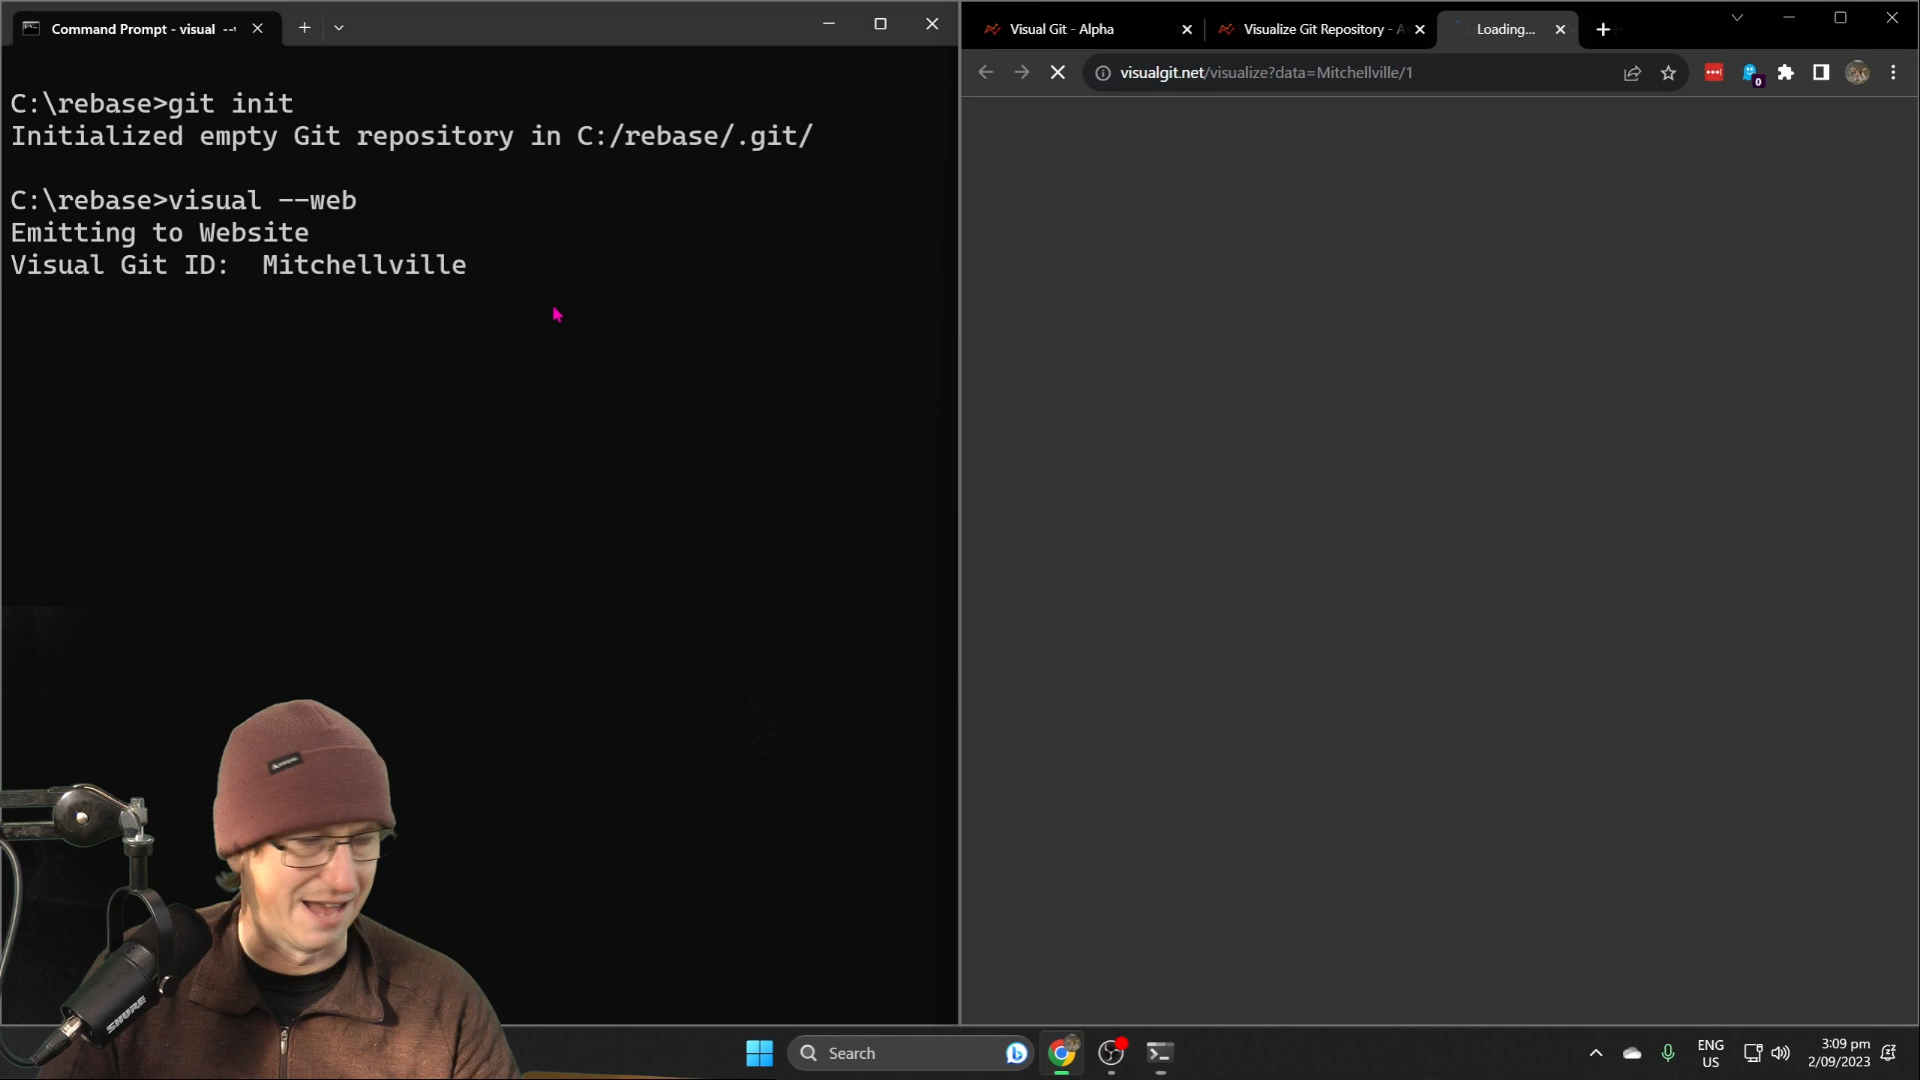 Command Prompt - visual --
C:\rebase>git init
Initialized empty Git repository in C:/rebase/.git/
C:\rebase>visual --web
Emitting to Website
Visual Git ID:  Mitchellville
Visual Git - Alpha
Visualize Git Repository - A
Loading...
visualgit.net/visualize?data=Mitchellville/1
0
SHURE
Search
ENG
US
3:09 pm
2/09/2023